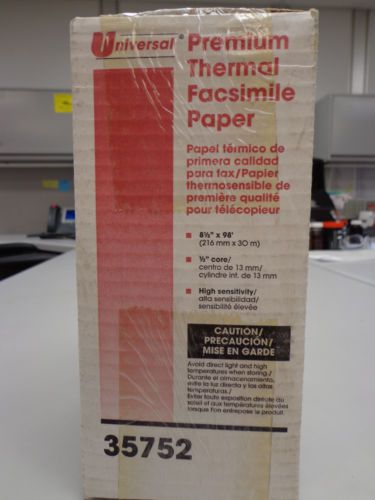 Universal® Premium
Thermal
Facsimile
Paper
Papel térmico de
primera calidad
para fax/Papier
thermosensible de
première qualité
pour télécopieur
8½" x 98'
(216 mm x 30 m)
½" core/
centro de 13 mm/
cylindre int. de 13 mm
High sensitivity/
alta sensibilidad/
sensibilité élevée
CAUTION/
PRECAUCIÓN/
MISE EN GARDE
Avoid direct light and high
temperatures when storing./
Durante el almacenamiento,
evite la luz directa y las altas
temperaturas./
Eviter toute exposition directe au
soleil et aux températures élevées
lorsque l'on entrepose le produit.
35752